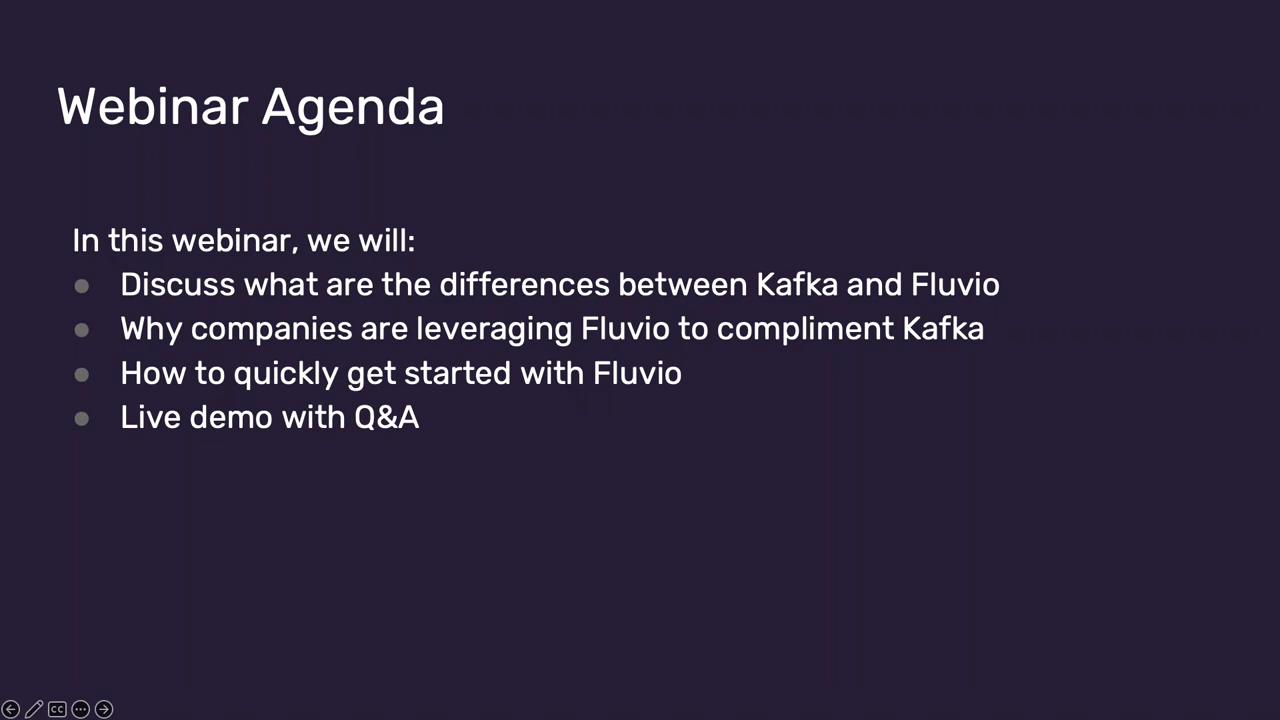 Webinar Agenda
In this webinar, we will:
● Discuss what are the differences between Kafka and Fluvio
● Why companies are leveraging Fluvio to compliment Kafka
● How to quickly get started with Fluvio
● Live demo with Q&A
CC